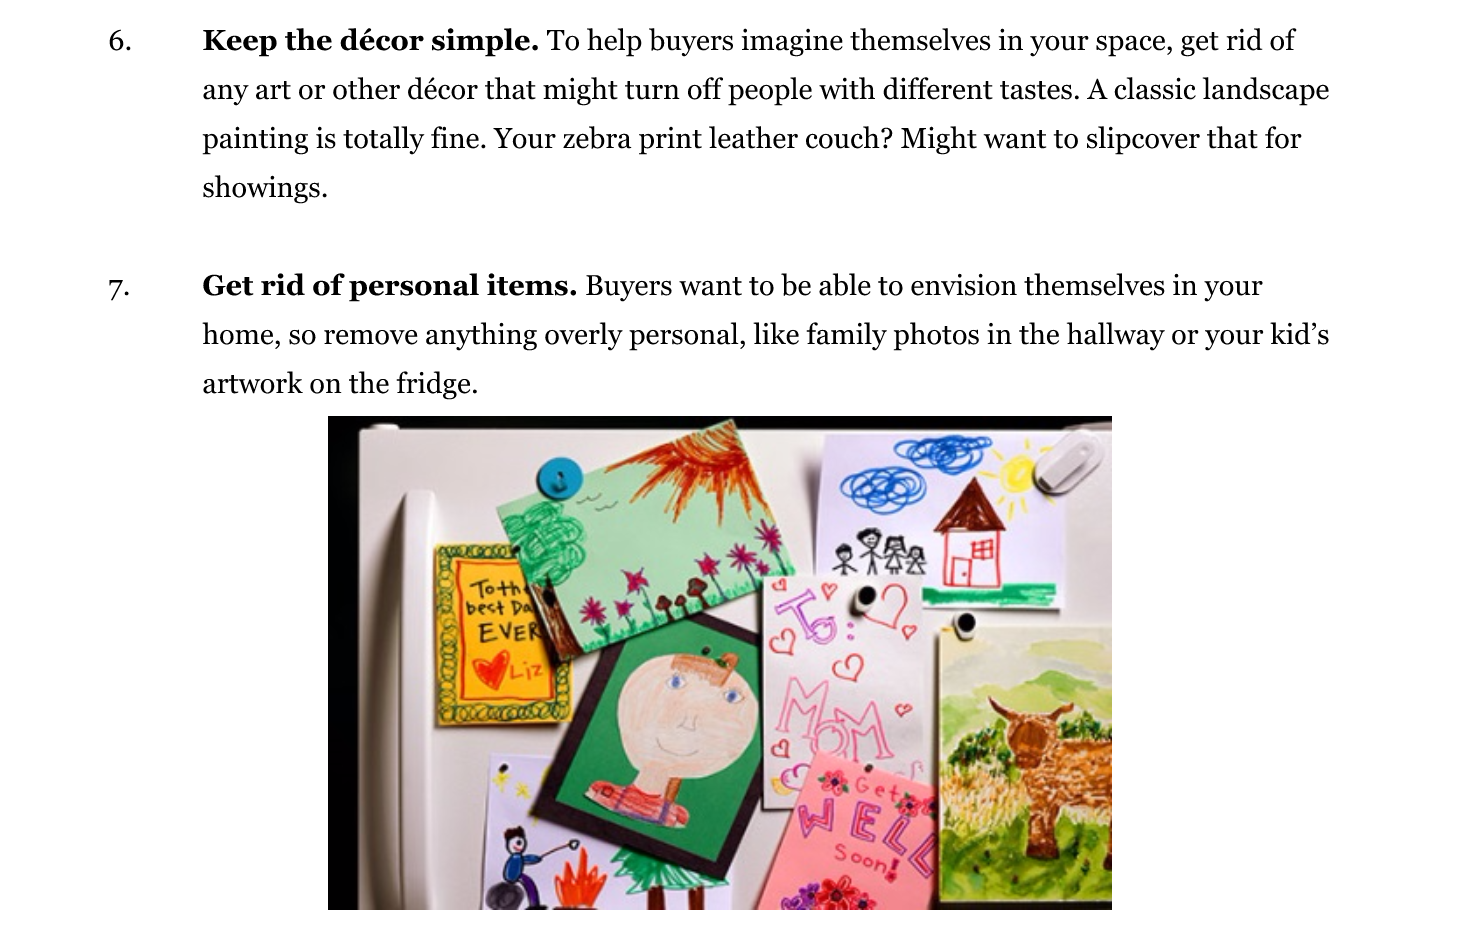 6. Keep the décor simple. To help buyers imagine themselves in your space, get rid of
any art or other décor that might turn off people with different tastes. A classic landscape
painting is totally fine. Your zebra print leather couch? Might want to slipcover that for
showings.
7. Get rid of personal items. Buyers want to be able to envision themselves in your
home, so remove anything overly personal, like family photos in the hallway or your kid’s
artwork on the fridge.
To th
best Da
EVER
Liz
To:
MOM
Get
WELL
Soon!